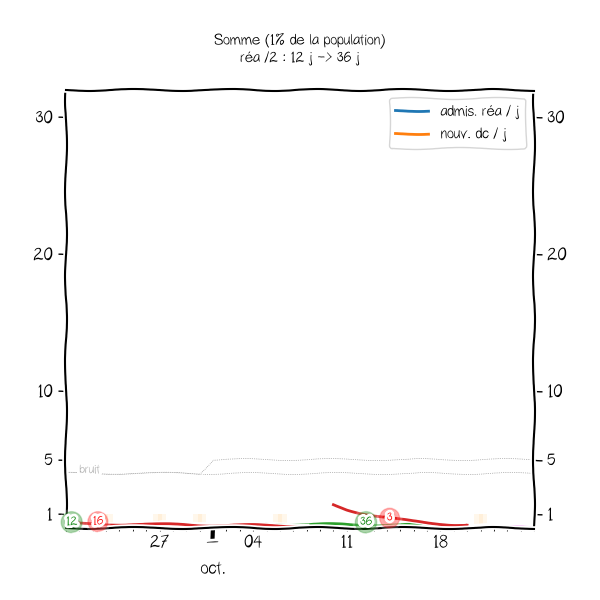 Somme (1% de la population)
réa /2 : 12 j -> 36 j
admis. réa / j
nouv. dc / j
30 30
20 20
10 10
5 5
bruit
1 1
12 16 36 3
27 04 11 18
oct.